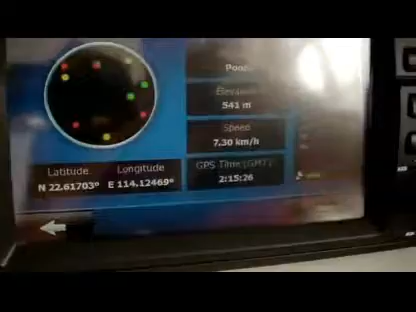 Poor
Elevation
541 m
Speed
7.30 km/h
Latitude
Longitude
GPS Time (GMT)
N 22.61703°
E 114.12469°
2:15:26